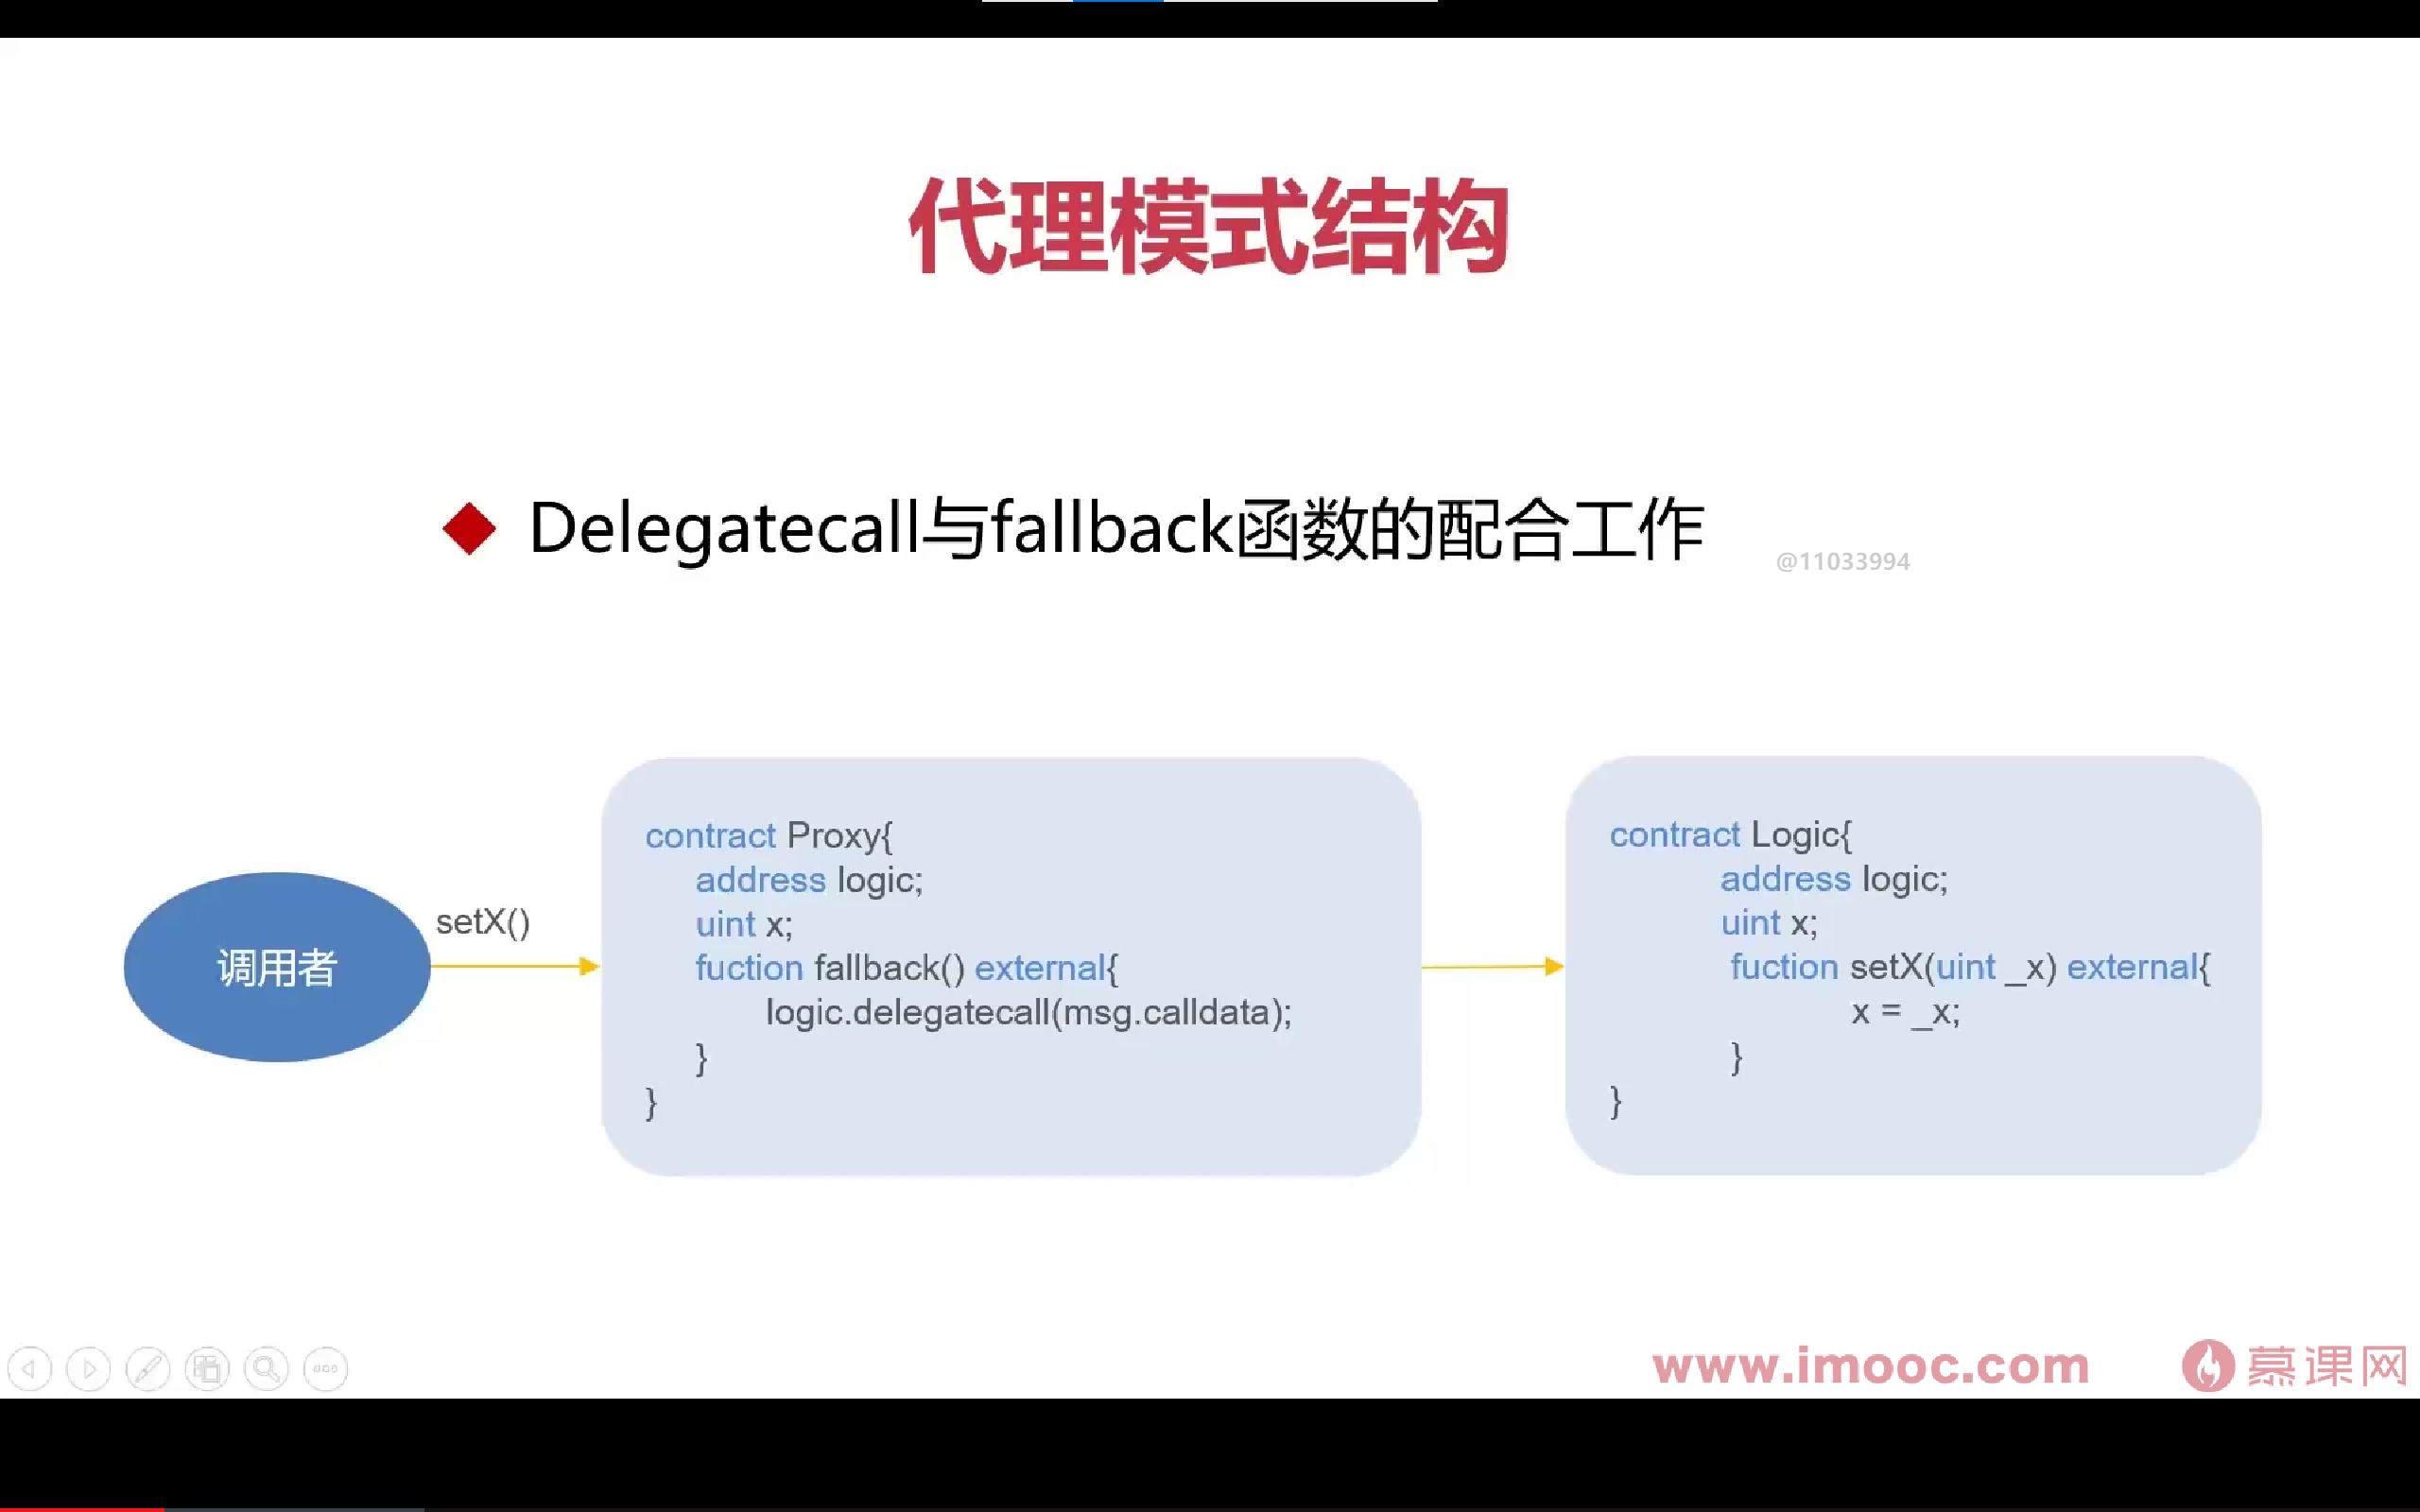 代理模式结构
Delegatecall与fallback函数的配合工作
@11033994
调用者
setX()
contract Proxy{
address logic;
uint x;
fuction fallback() external{
logic.delegatecall(msg.calldata);
}
}
contract Logic{
address logic;
uint x;
fuction setX(uint _x) external{
x = _x;
}
}
www.imooc.com
慕课网